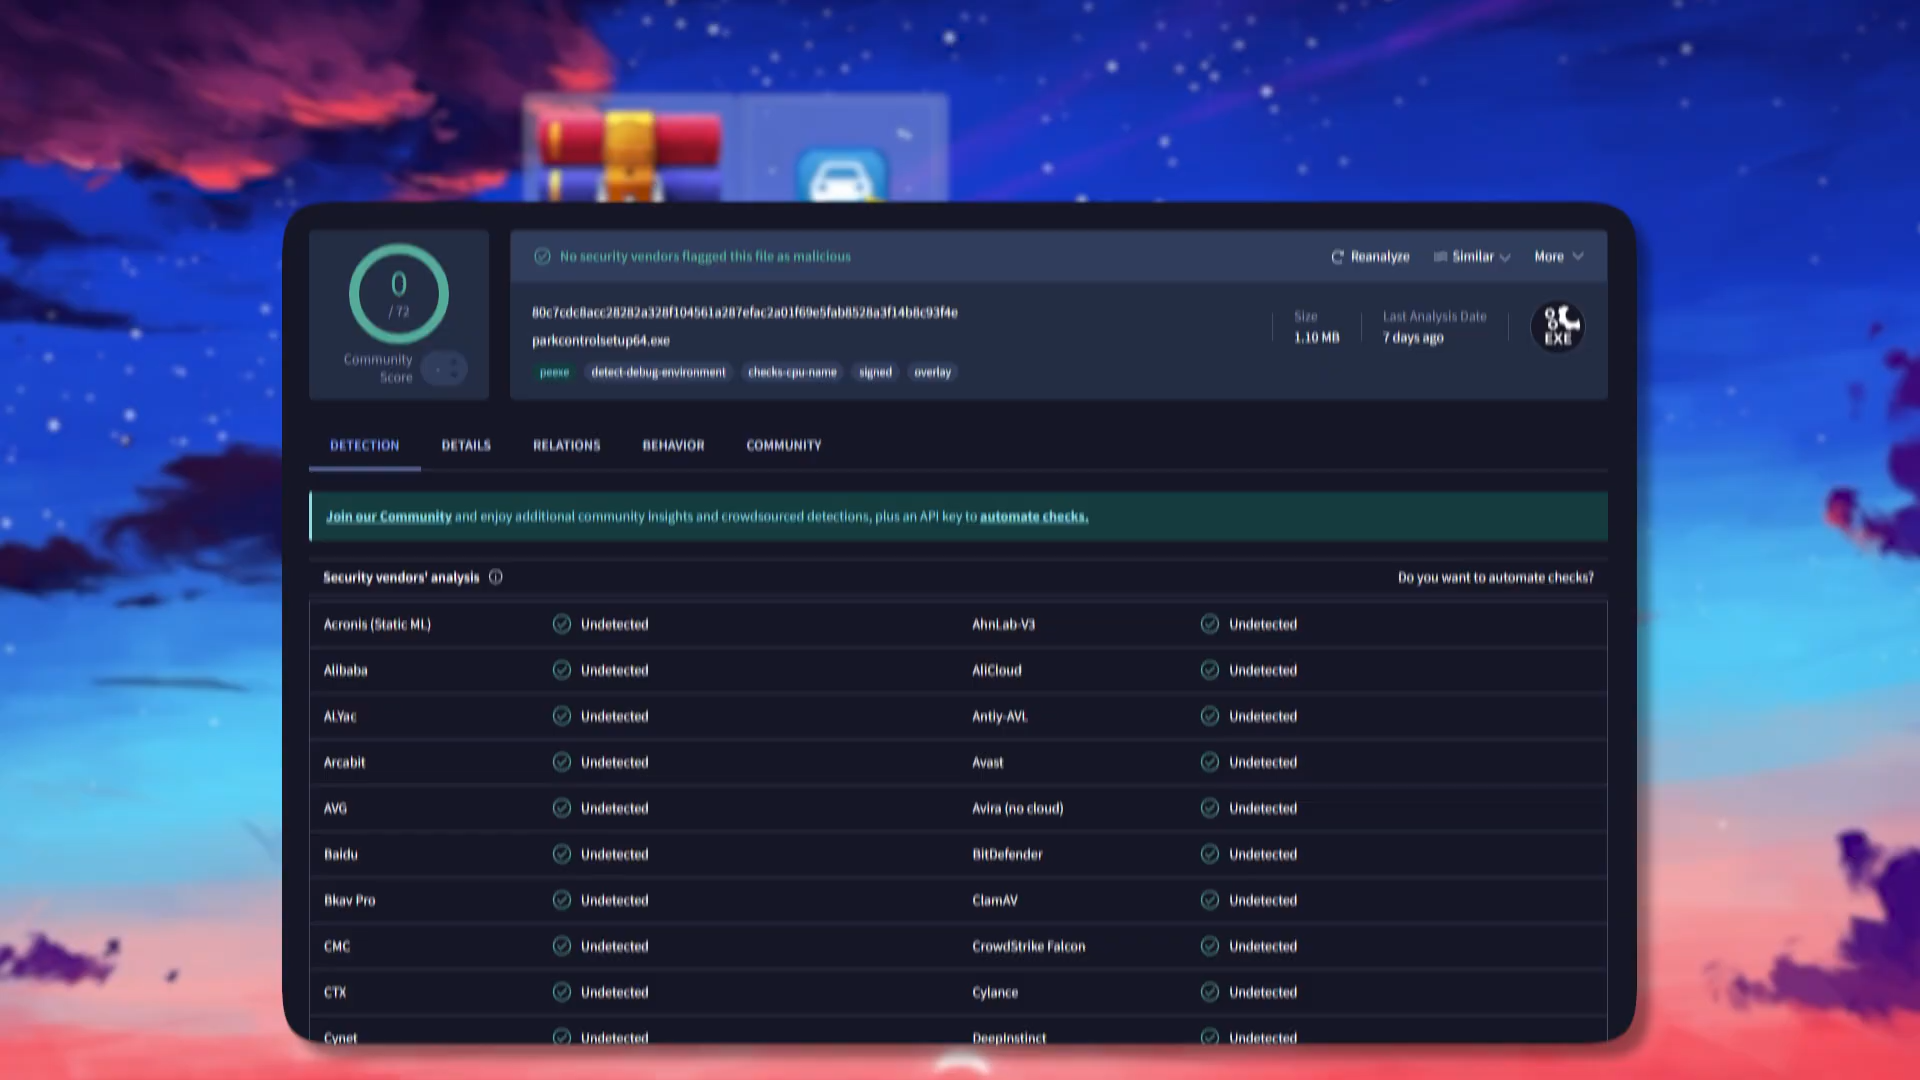 0
/ 72
Community
Score
No security vendors flagged this file as malicious
Reanalyze
Similar
More
80c7cdc8acc28282a328f104561a287efac2a01f69e5fab8528a3f14b8c93f4e
parkcontrolsetup64.exe
Size
1.10 MB
Last Analysis Date
7 days ago
EXE
peexe
detect-debug-environment
checks-cpu-name
signed
overlay
DETECTION
DETAILS
RELATIONS
BEHAVIOR
COMMUNITY
Join our Community and enjoy additional community insights and crowdsourced detections, plus an API key to automate checks.
Security vendors' analysis
Do you want to automate checks?
Acronis (Static ML) Undetected AhnLab-V3 Undetected
Alibaba Undetected AliCloud Undetected
ALYac Undetected Antiy-AVL Undetected
Arcabit Undetected Avast Undetected
AVG Undetected Avira (no cloud) Undetected
Baidu Undetected BitDefender Undetected
Bkav Pro Undetected ClamAV Undetected
CMC Undetected CrowdStrike Falcon Undetected
CTX Undetected Cylance Undetected
Cynet Undetected DeepInstinct Undetected